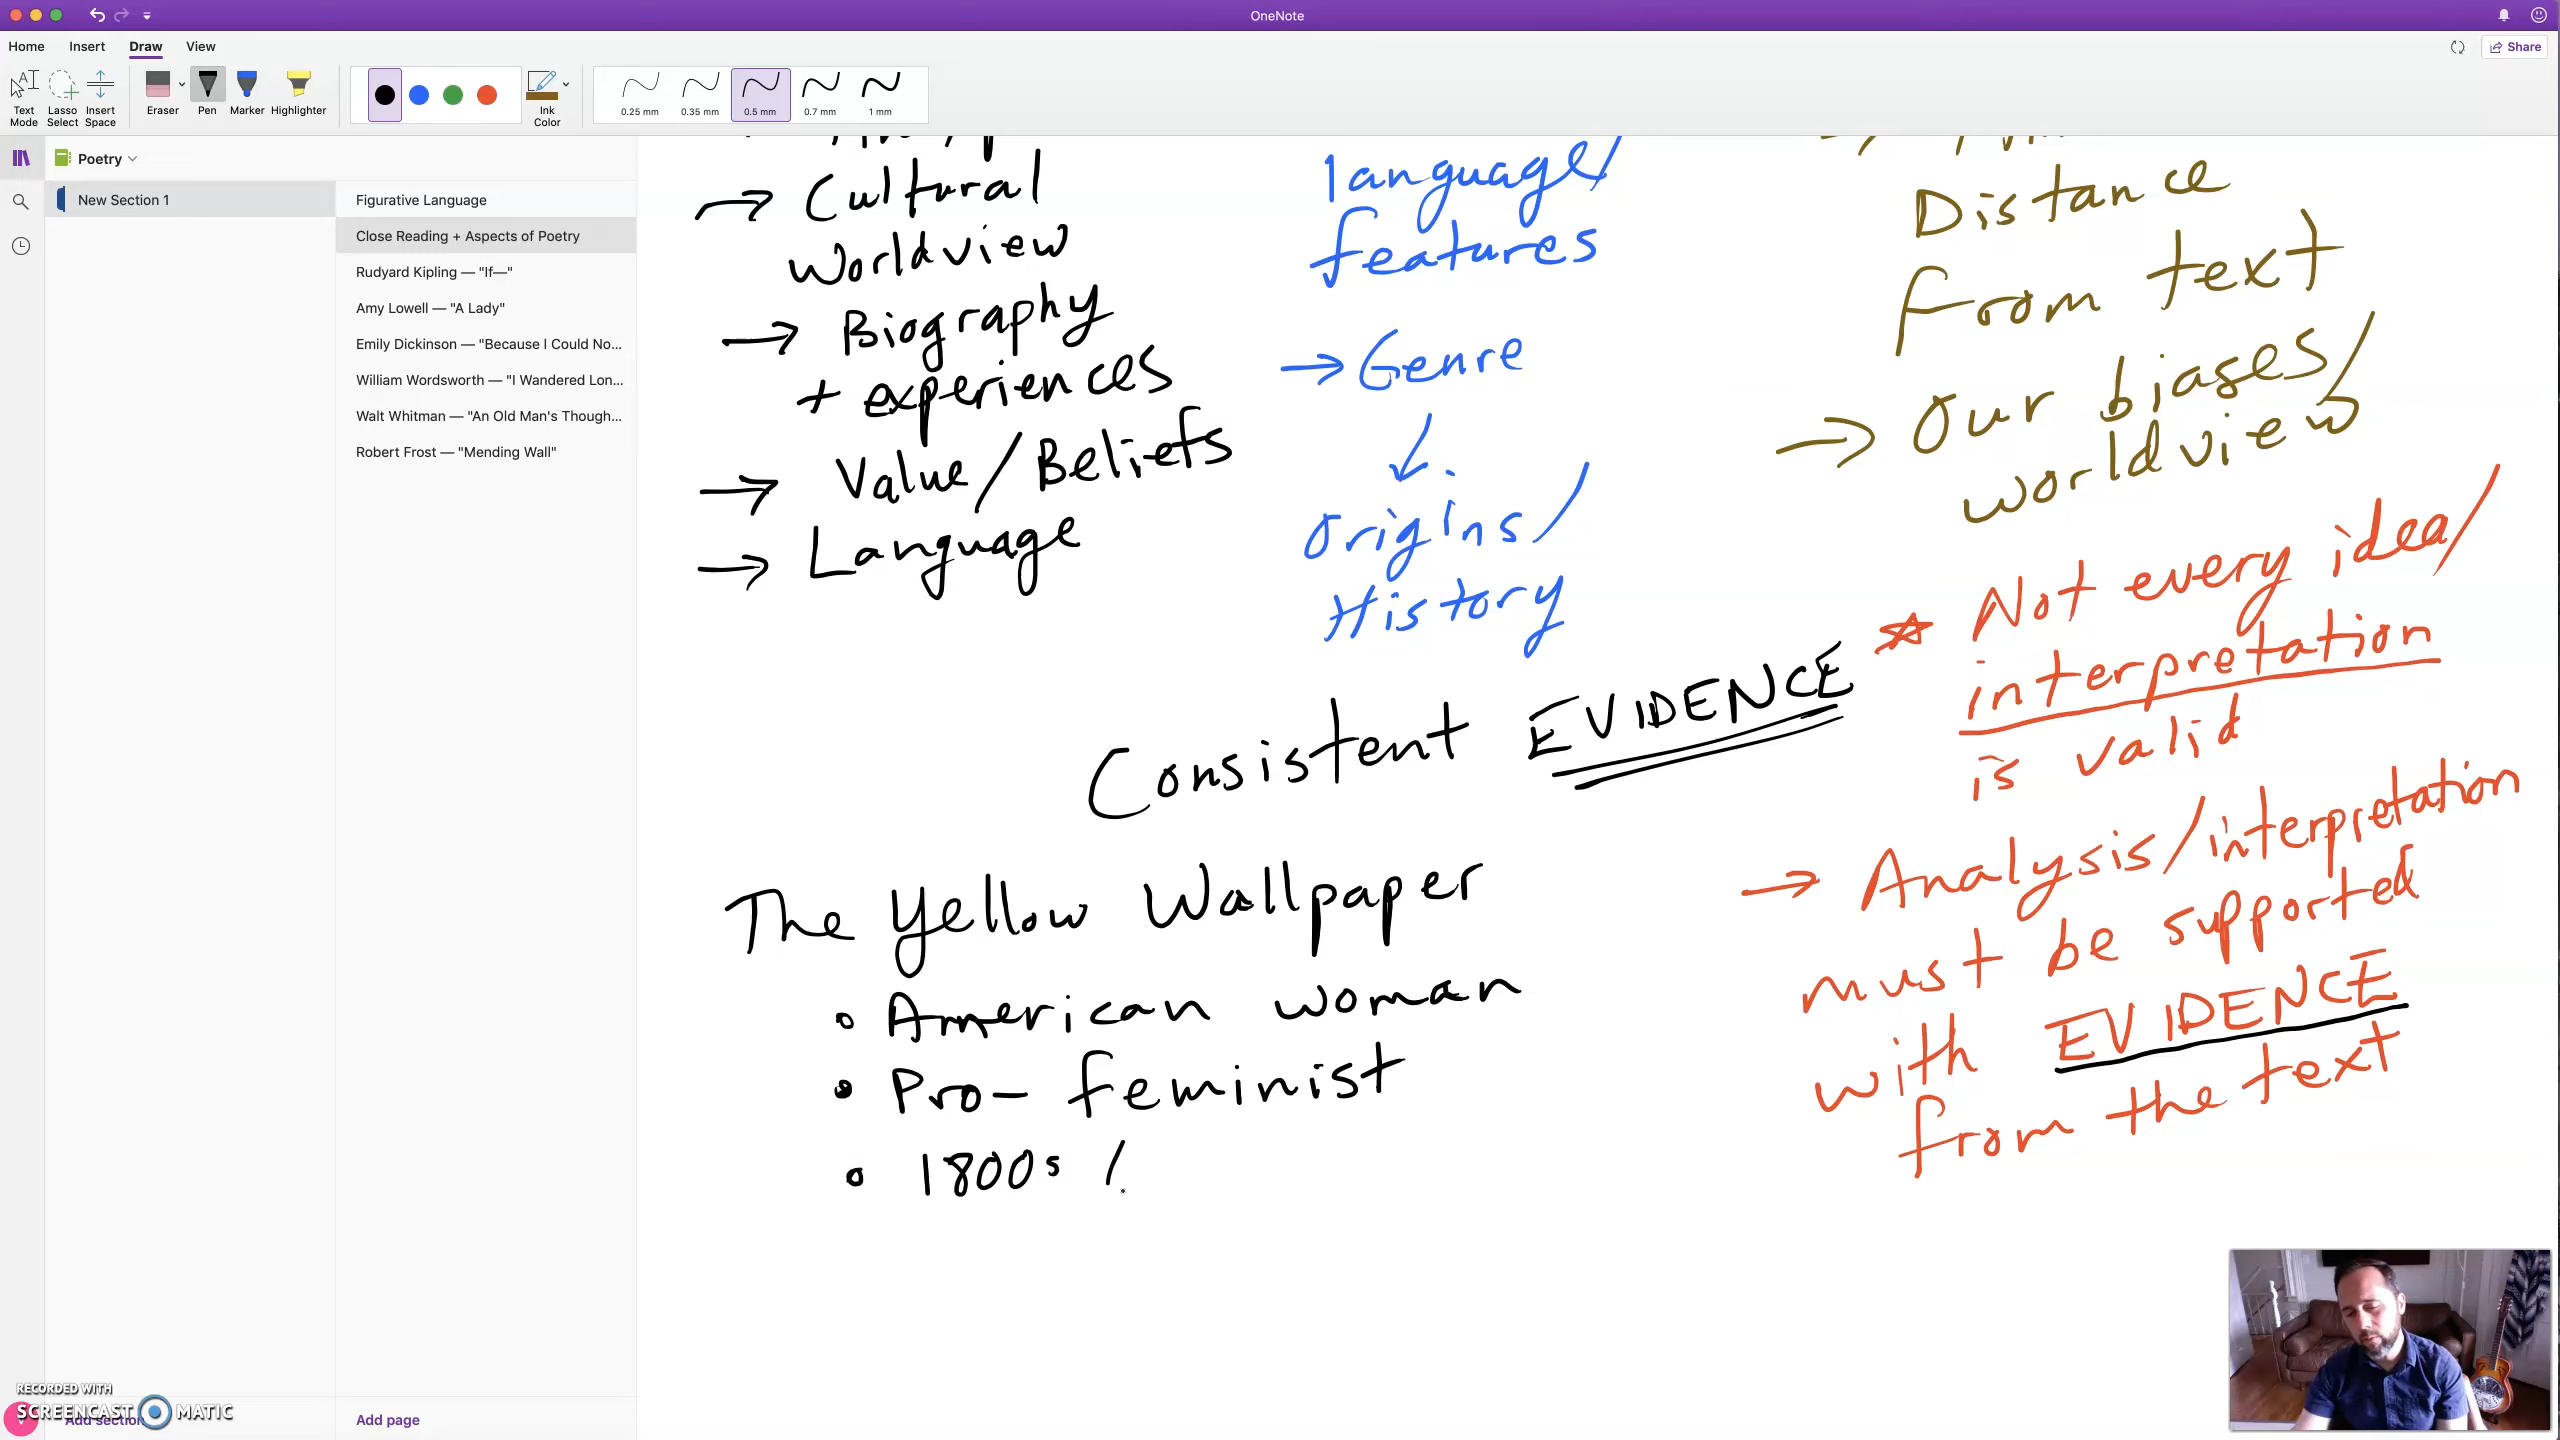 OneNote
Home Insert Draw View
Share
Text Mode
Lasso Select
Insert Space
Eraser
Pen
Marker
Highlighter
Ink Color
0.25 mm
0.35 mm
0.5 mm
0.7 mm
1 mm
Poetry
New Section 1
Figurative Language
Close Reading + Aspects of Poetry
Rudyard Kipling — "If—"
Amy Lowell — "A Lady"
Emily Dickinson — "Because I Could No...
William Wordsworth — "I Wandered Lon...
Walt Whitman — "An Old Man's Though...
Robert Frost — "Mending Wall"
Add section
Add page
RECORDED WITH
SCREENCAST MATIC
→ Cultural
Worldview
→ Biography
+ experiences
→ Value/Beliefs
→ Language
language/
features
→ Genre
↓
Origins/
History
Distance
from text
→ Our biases/
worldview
☆ Not every idea/
interpretation
is valid
→ Analysis/interpretation
must be supported
with EVIDENCE
from the text
Consistent EVIDENCE
The Yellow Wallpaper
• American woman
• Pro-feminist
• 1800s /